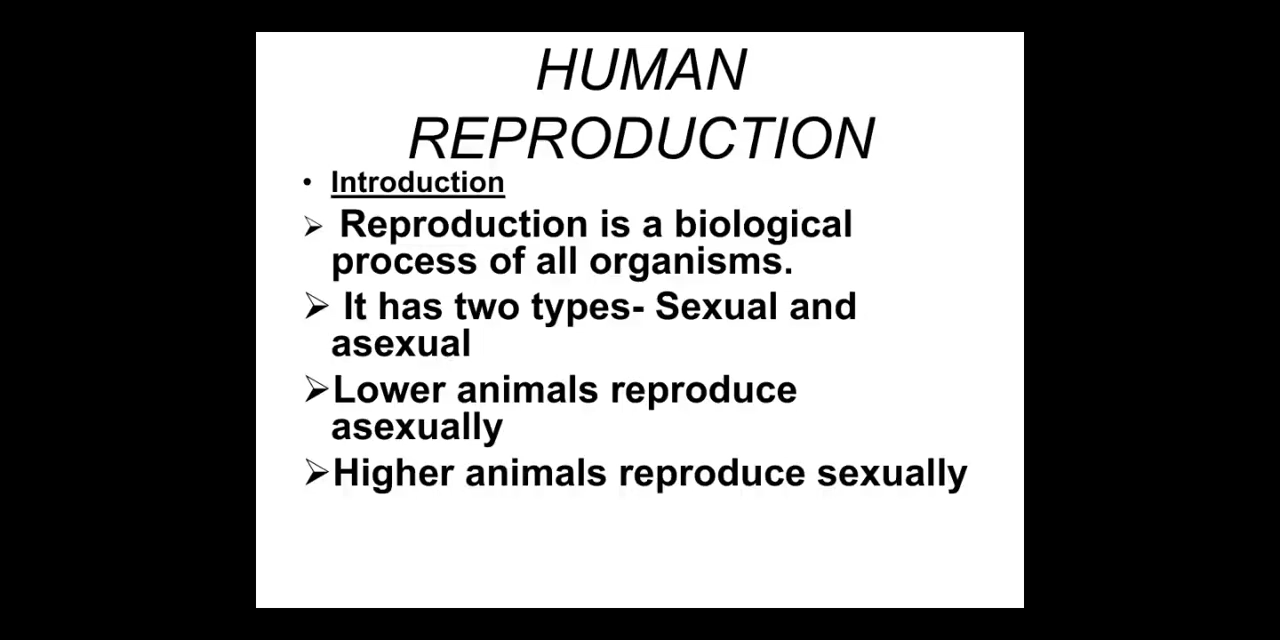 HUMAN
REPRODUCTION
• Introduction
➢ Reproduction is a biological
process of all organisms.
➢ It has two types- Sexual and
asexual
➢Lower animals reproduce
asexually
➢Higher animals reproduce sexually